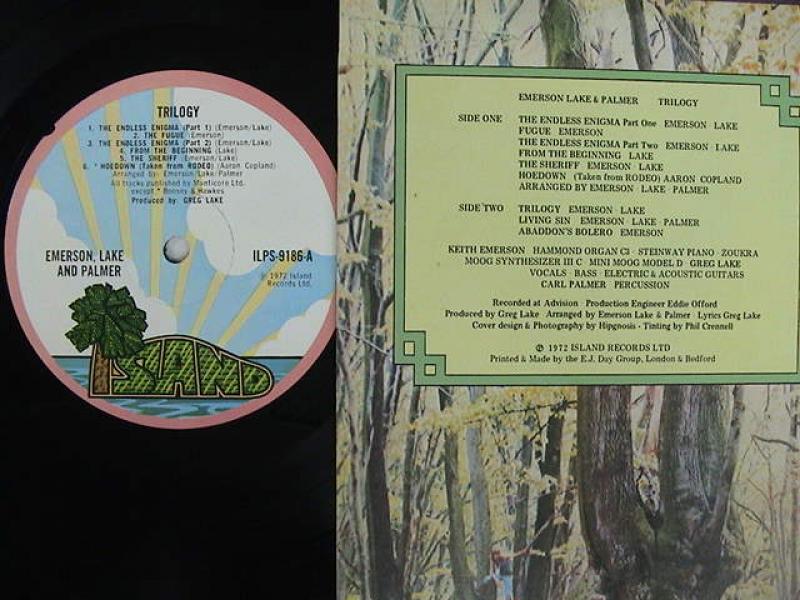 TRILOGY
1. THE ENDLESS ENIGMA (Part 1) (Emerson/Lake)
2. THE FUGUE (Emerson)
3. THE ENDLESS ENIGMA (Part 2) (Emerson/Lake)
4. FROM THE BEGINNING (Lake)
5. THE SHERIFF (Emerson/Lake)
6. * HOEDOWN (Taken from RODEO) (Aaron Copland)
Arranged by: Emerson/Lake/Palmer
All tracks published by Manticore Ltd.
except * Boosey & Hawkes
Produced by: GREG LAKE
EMERSON, LAKE
AND PALMER
ILPS-9186-A
℗ 1972 Island
Records Ltd.
ISLAND
EMERSON LAKE & PALMER TRILOGY
SIDE ONE THE ENDLESS ENIGMA Part One EMERSON · LAKE
FUGUE EMERSON
THE ENDLESS ENIGMA Part Two EMERSON · LAKE
FROM THE BEGINNING LAKE
THE SHERIFF EMERSON · LAKE
HOEDOWN (Taken from RODEO) AARON COPLAND
ARRANGED BY EMERSON · LAKE · PALMER
SIDE TWO TRILOGY EMERSON · LAKE
LIVING SIN EMERSON · LAKE · PALMER
ABADDON'S BOLERO EMERSON
KEITH EMERSON HAMMOND ORGAN C3 · STEINWAY PIANO · ZOUKRA
MOOG SYNTHESIZER III C · MINI MOOG MODEL D · GREG LAKE
VOCALS · BASS · ELECTRIC & ACOUSTIC GUITARS
CARL PALMER · PERCUSSION
Recorded at Advision · Production Engineer Eddie Offord
Produced by Greg Lake · Arranged by Emerson Lake & Palmer · Lyrics Greg Lake
Cover design & Photography by Hipgnosis · Tinting by Phil Crennell
℗ 1972 ISLAND RECORDS LTD
Printed & Made by the E.J. Day Group, London & Bedford